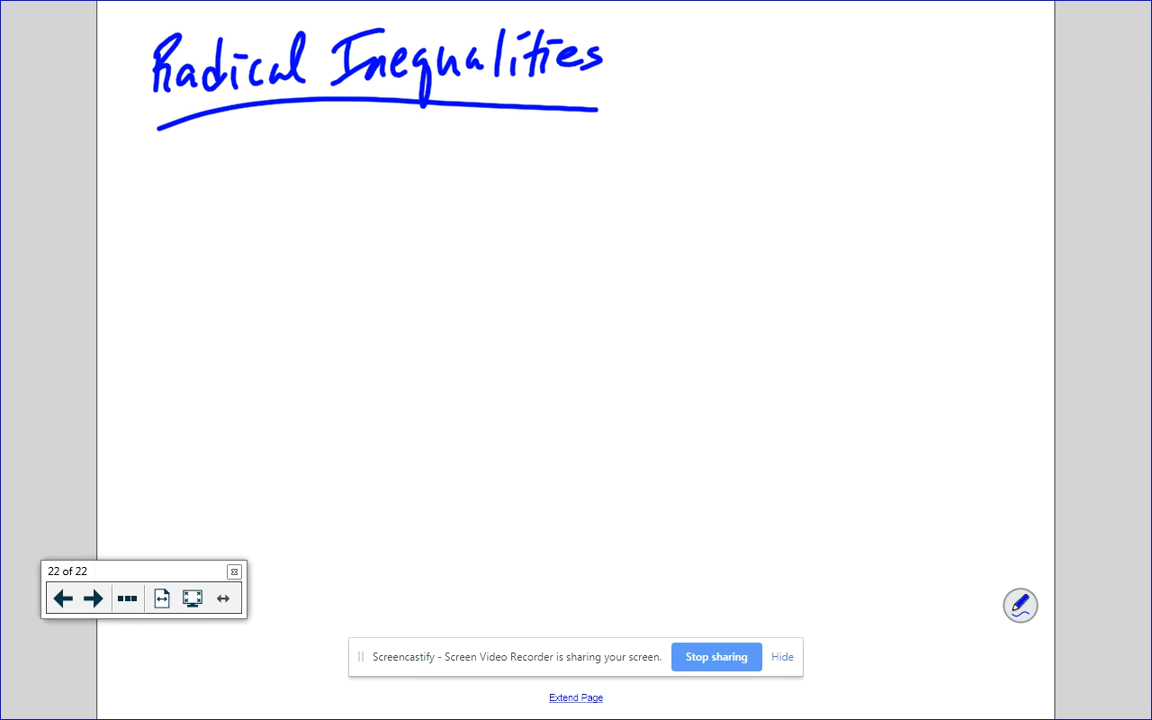 Radical Inequalities
22 of 22
Screencastify - Screen Video Recorder is sharing your screen. Stop sharing Hide
Extend Page